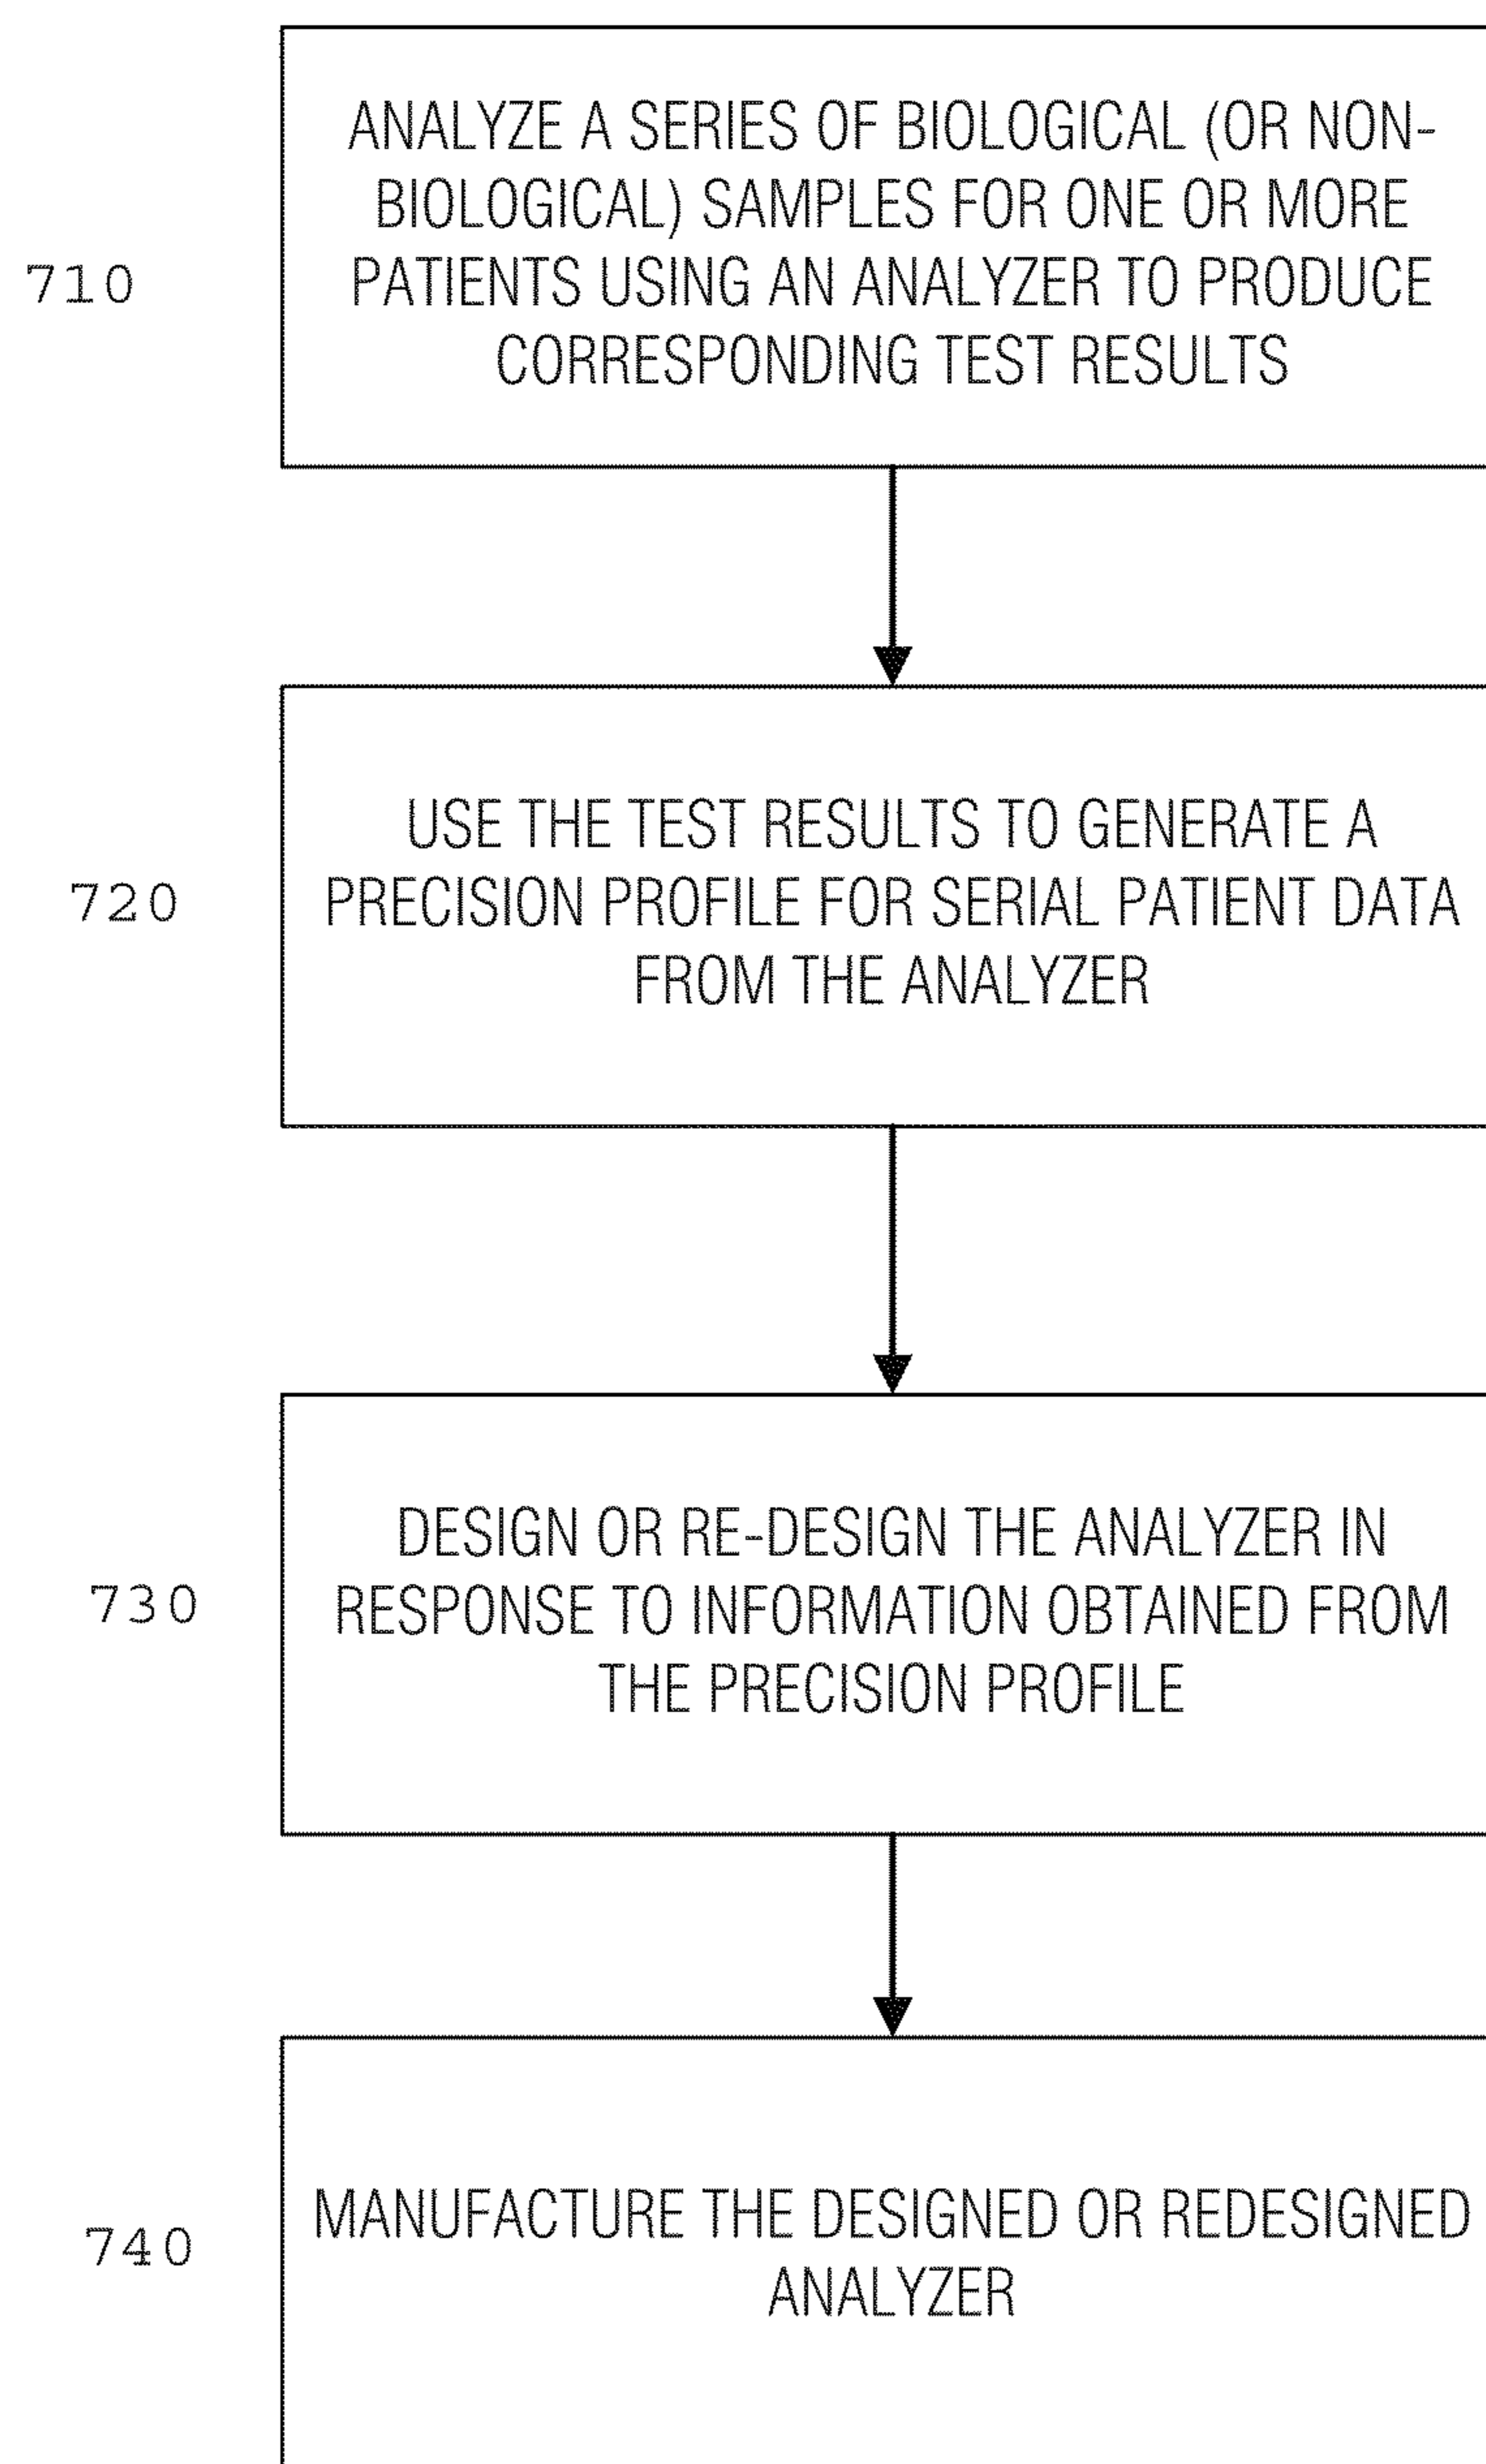 ANALYZE A SERIES OF BIOLOGICAL (OR NON-
BIOLOGICAL) SAMPLES FOR ONE OR MORE
710
PATIENTS USING AN ANALYZER TO PRODUCE
CORRESPONDING TEST RESULTS
USE THE TEST RESULTS TO GENERATE A
720
PRECISION PROFILE FOR SERIAL PATIENT DATA
FROM THE ANALYZER
DESIGN OR RE-DESIGN THE ANALYZER IN
730
RESPONSE TO INFORMATION OBTAINED FROM
THE PRECISION PROFILE
MANUFACTURE THE DESIGNED OR REDESIGNED
740
ANALYZER